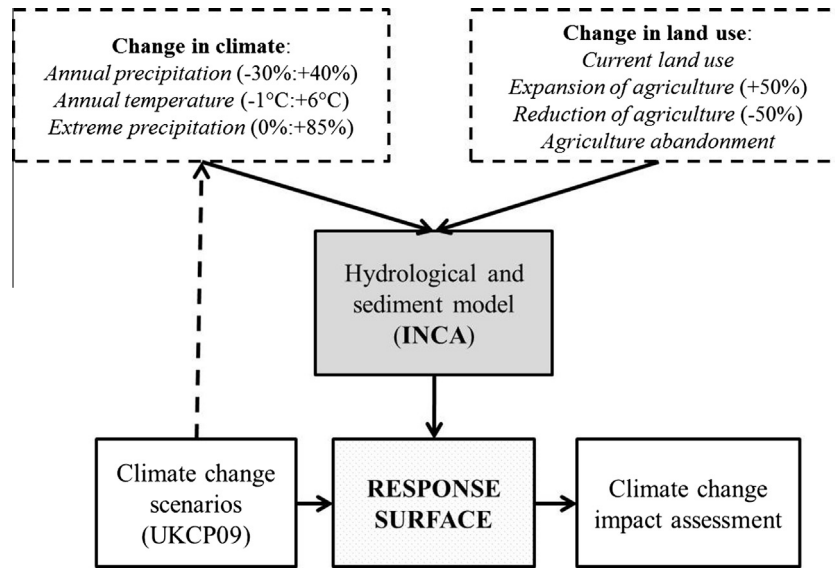 Change in climate:
Annual precipitation (-30%:+40%)
Annual temperature (-1°C:+6°C)
Extreme precipitation (0%:+85%)
Change in land use:
Current land use
Expansion of agriculture (+50%)
Reduction of agriculture (-50%)
Agriculture abandonment
Hydrological and
sediment model
(INCA)
Climate change
scenarios
(UKCP09)
RESPONSE
SURFACE
Climate change
impact assessment